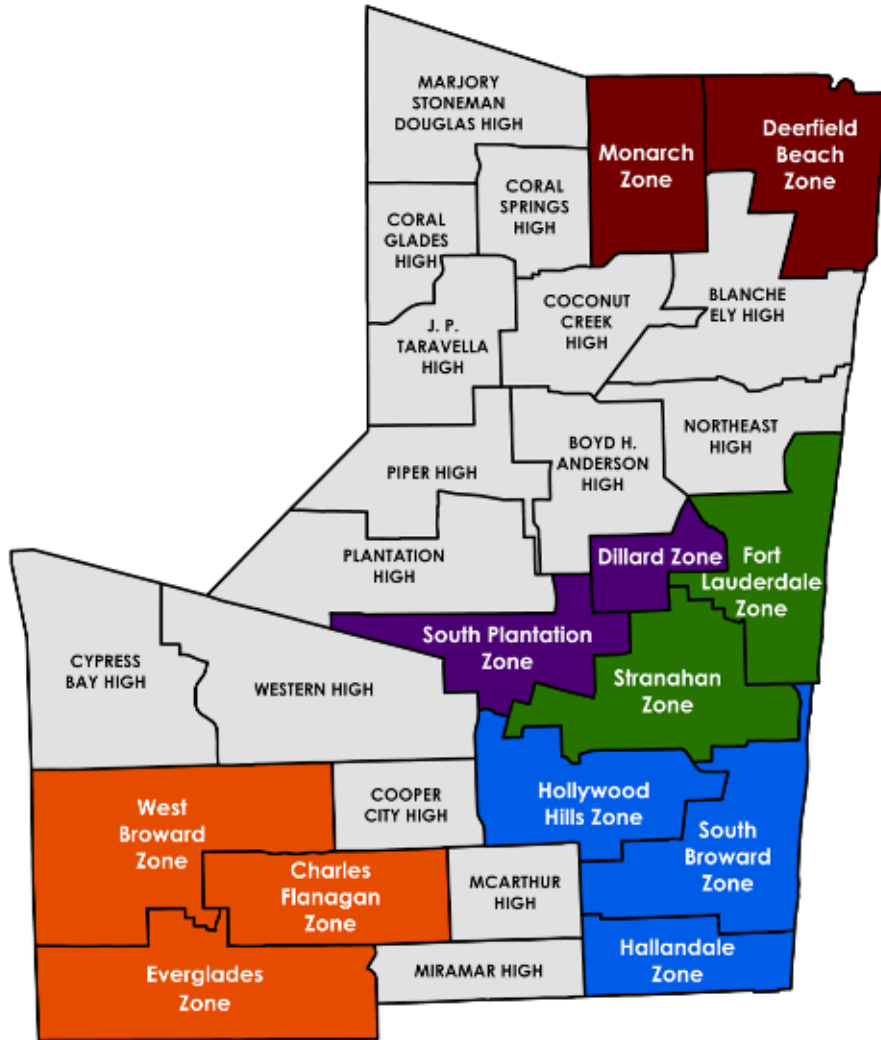 MARJORY
STONEMAN
DOUGLAS HIGH
Monarch
Zone
Deerfield
Beach
Zone
CORAL
SPRINGS
HIGH
CORAL
GLADES
HIGH
COCONUT
CREEK
HIGH
BLANCHE
ELY HIGH
J. P.
TARAVELLA
HIGH
NORTHEAST
HIGH
BOYD H.
ANDERSON
HIGH
PIPER HIGH
PLANTATION
HIGH
Dillard Zone
Fort
Lauderdale
Zone
South Plantation
Zone
CYPRESS
BAY HIGH
WESTERN HIGH
Stranahan
Zone
COOPER
CITY HIGH
Hollywood
Hills Zone
West
Broward
Zone
South
Broward
Zone
Charles
Flanagan
Zone
MCARTHUR
HIGH
Everglades
Zone
MIRAMAR HIGH
Hallandale
Zone